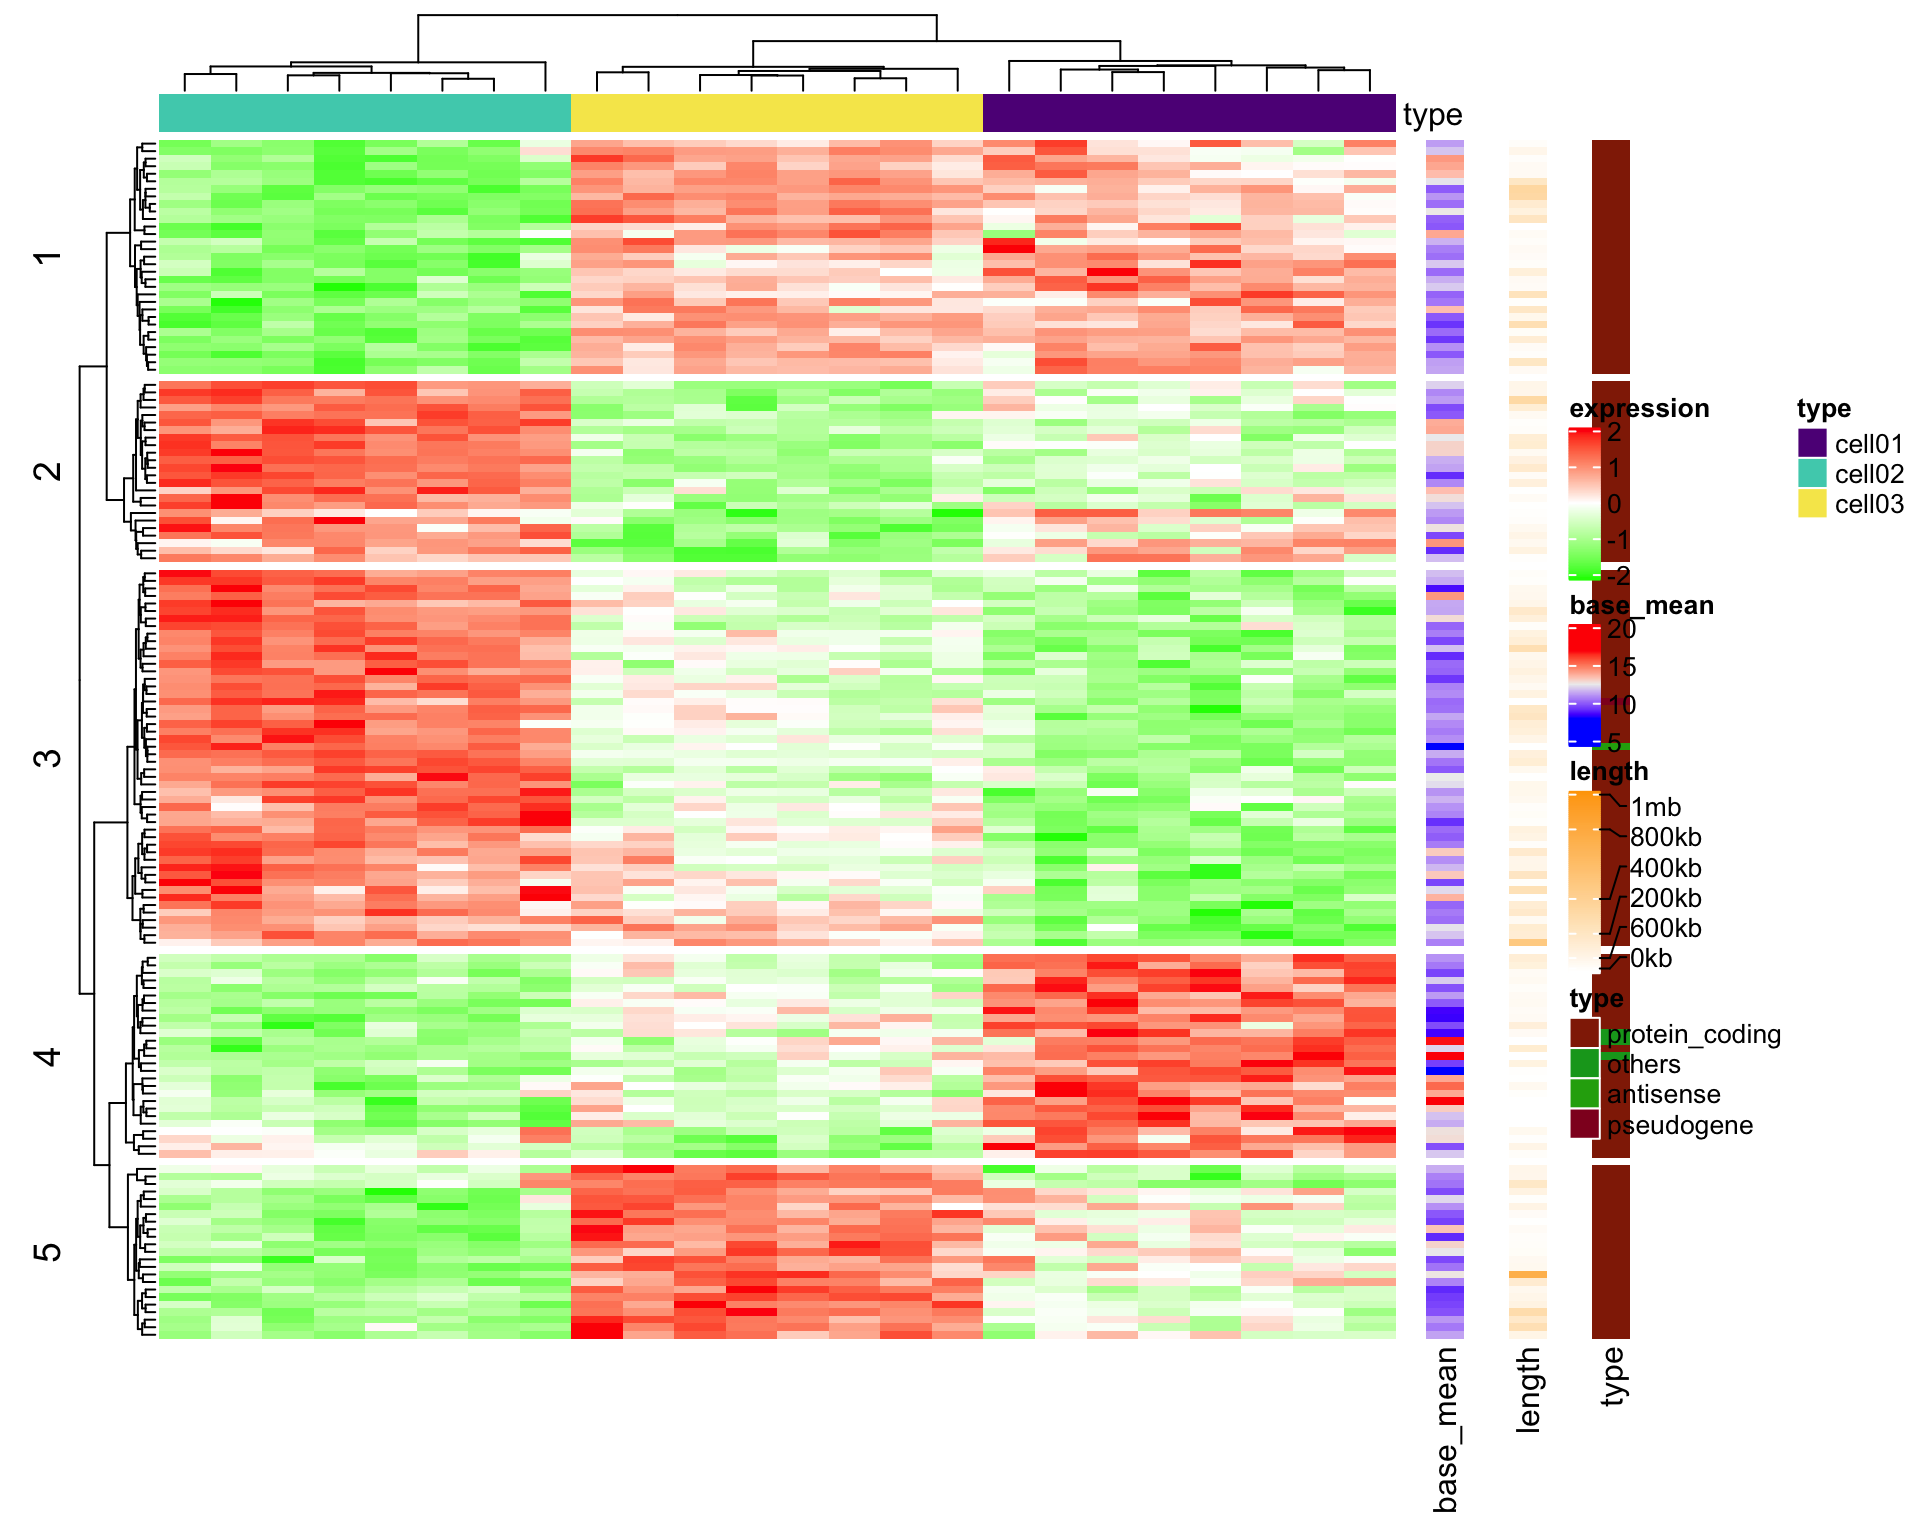 type
1
2
3
4
5
expression
2
1
0
-1
-2
base_mean
20
15
10
5
length
1mb
800kb
400kb
200kb
600kb
0kb
type
protein_coding
others
antisense
pseudogene
type
cell01
cell02
cell03
base_mean
length
type